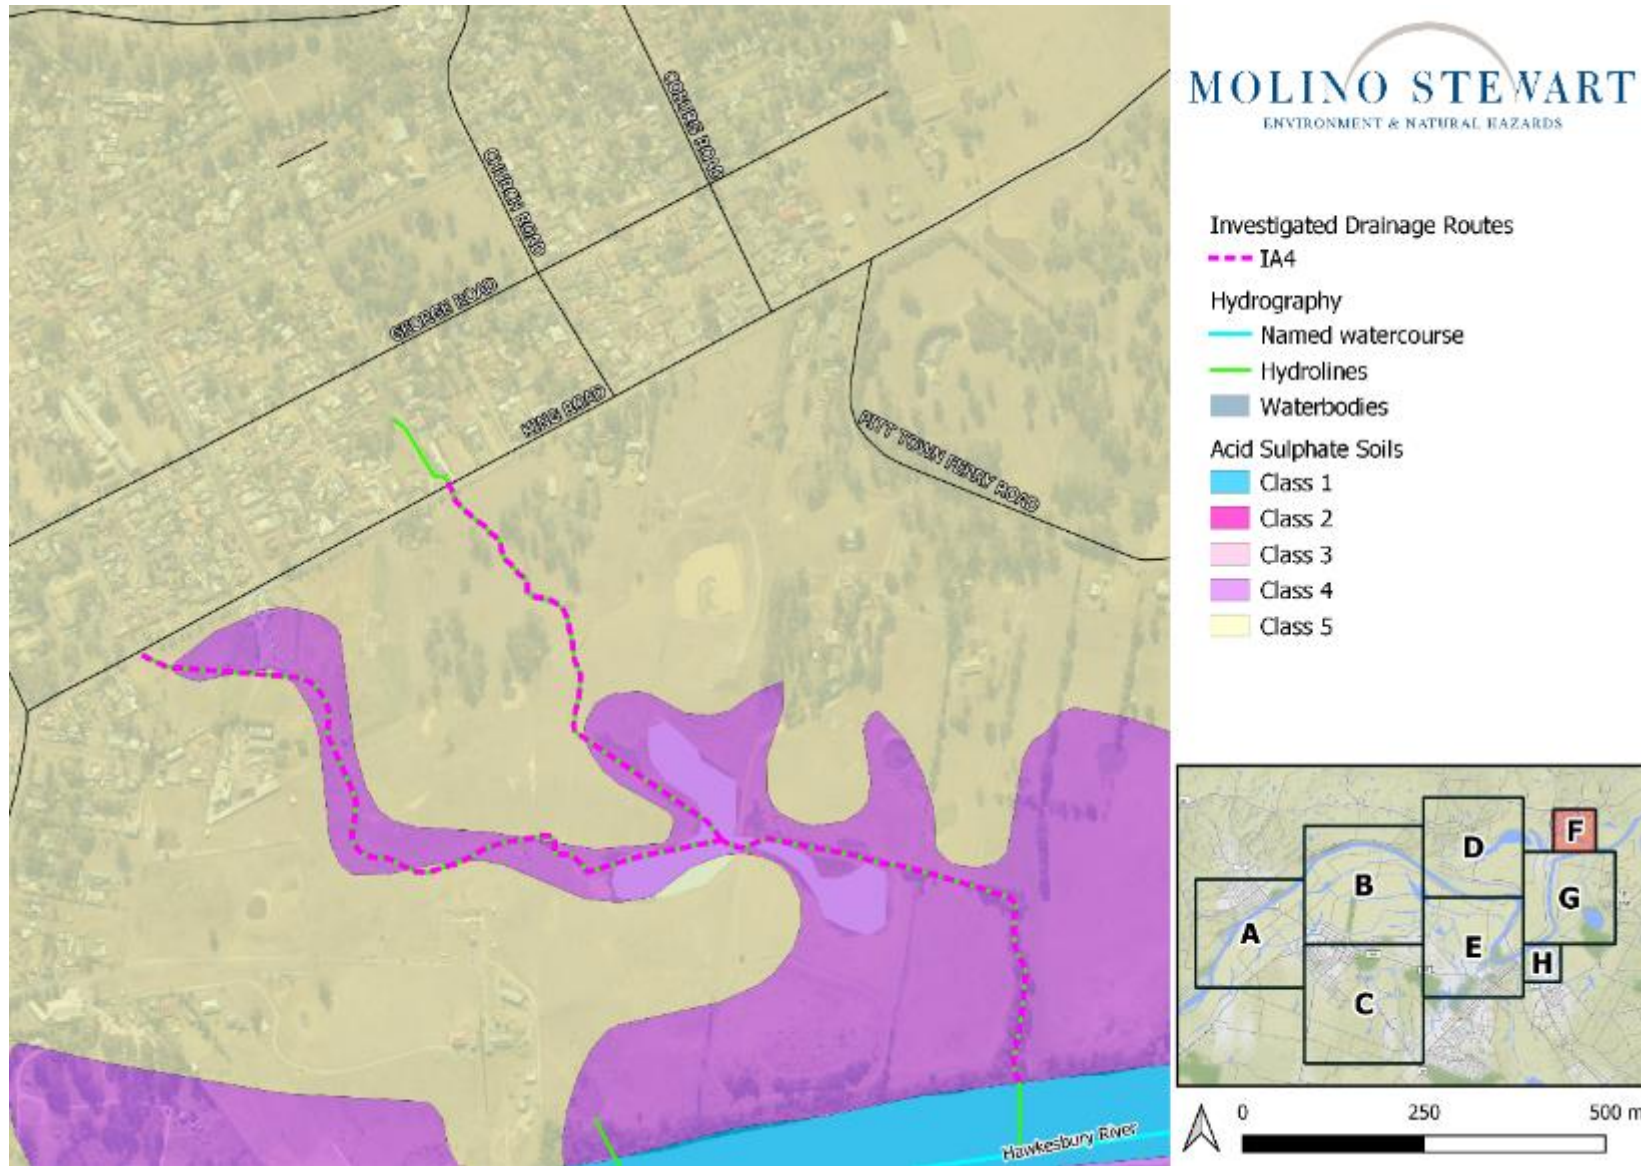 CONJERS ROAD
CHURCH ROAD
GEORGE ROAD
KING ROAD
PITT TOWN FERRY ROAD
Hawkesbury River
MOLINO STEWART
ENVIRONMENT & NATURAL HAZARDS
Investigated Drainage Routes
IA4
Hydrography
Named watercourse
Hydrolines
Waterbodies
Acid Sulphate Soils
Class 1
Class 2
Class 3
Class 4
Class 5
F
D
B
G
A
E
H
C
0 250 500 m